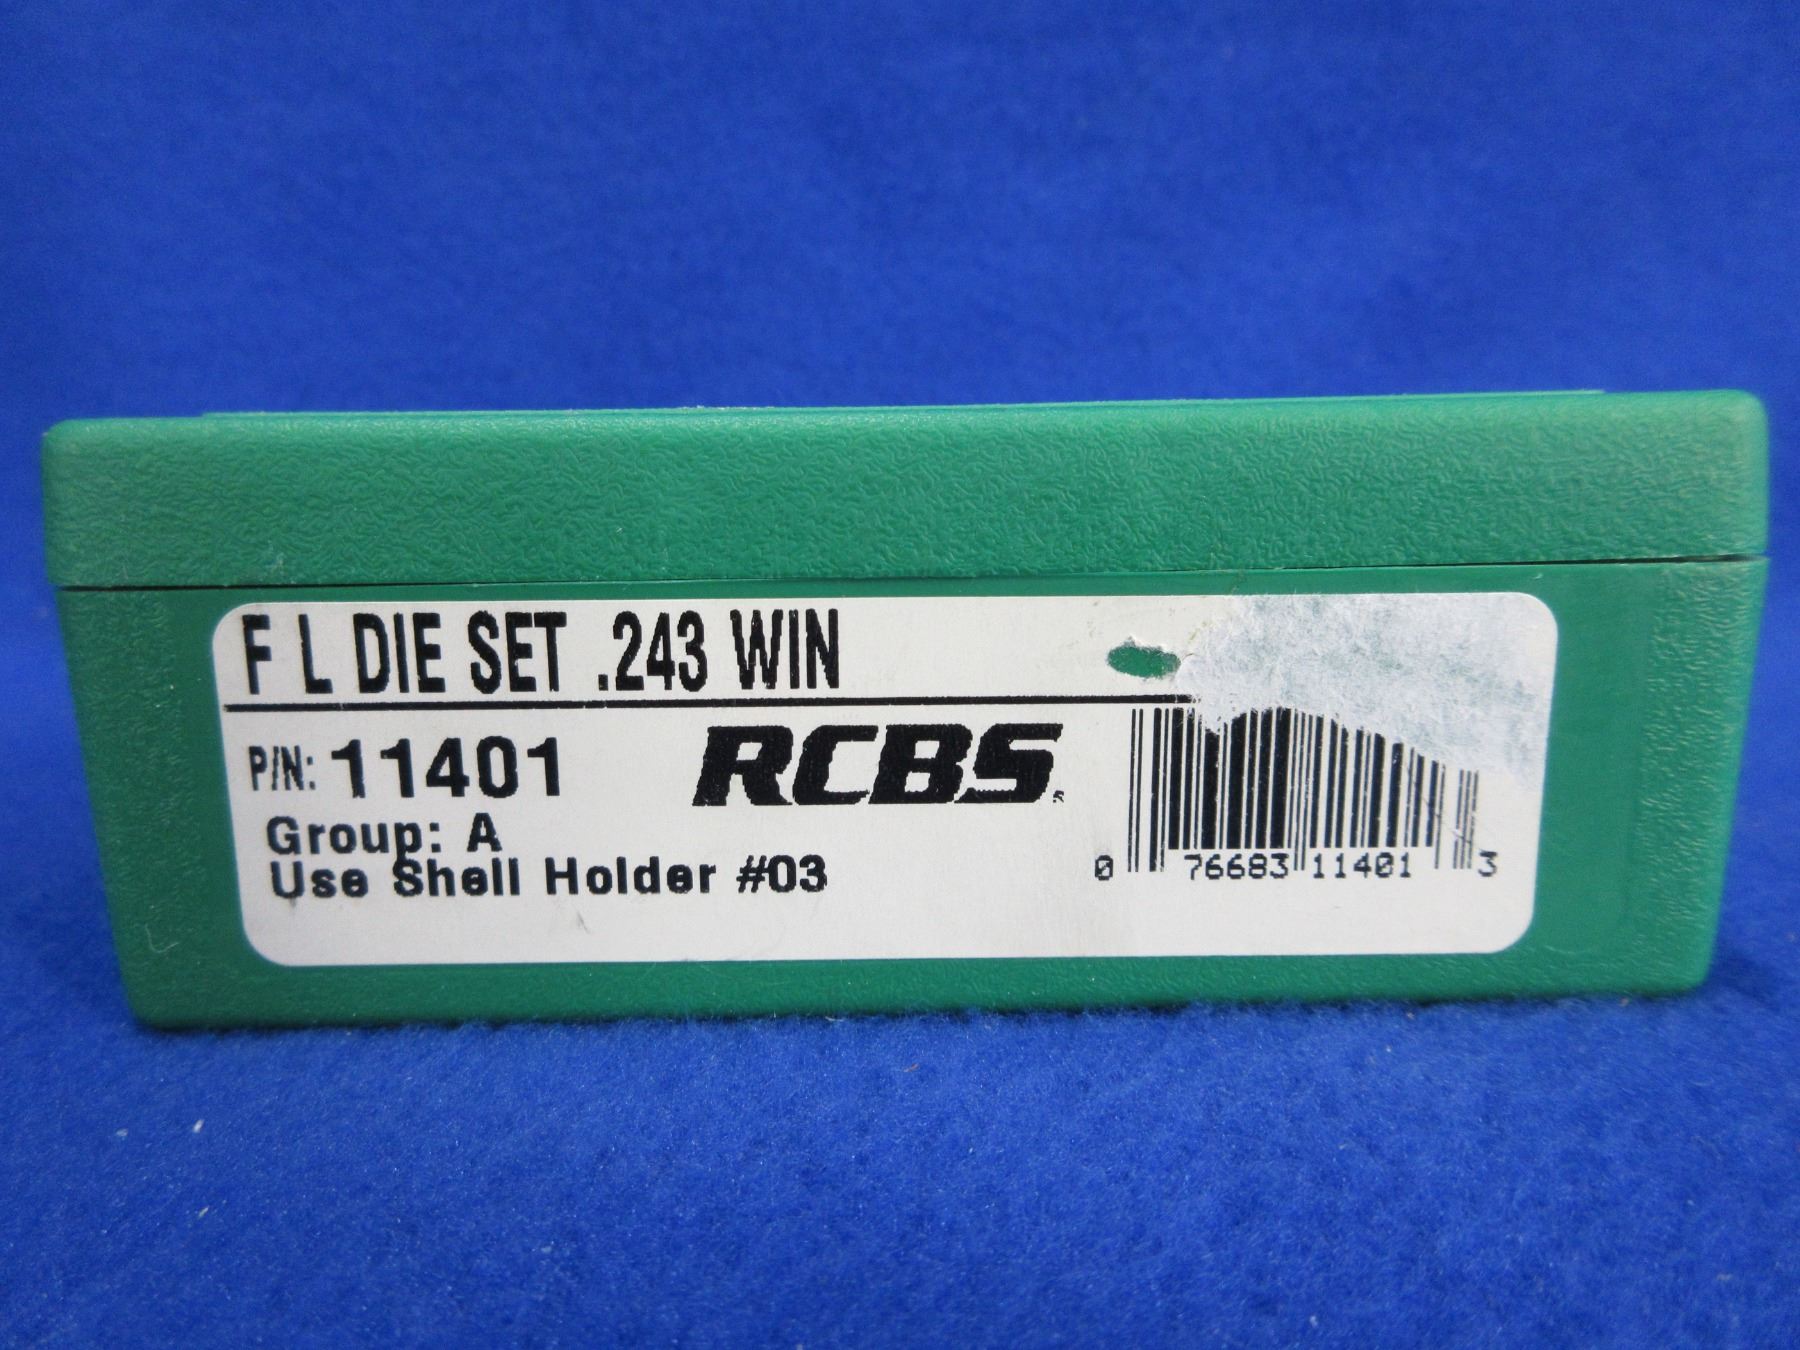 F L DIE SET .243 WIN
P/N: 11401
RCBS
Group: A
Use Shell Holder #03
0 76683 11401 3